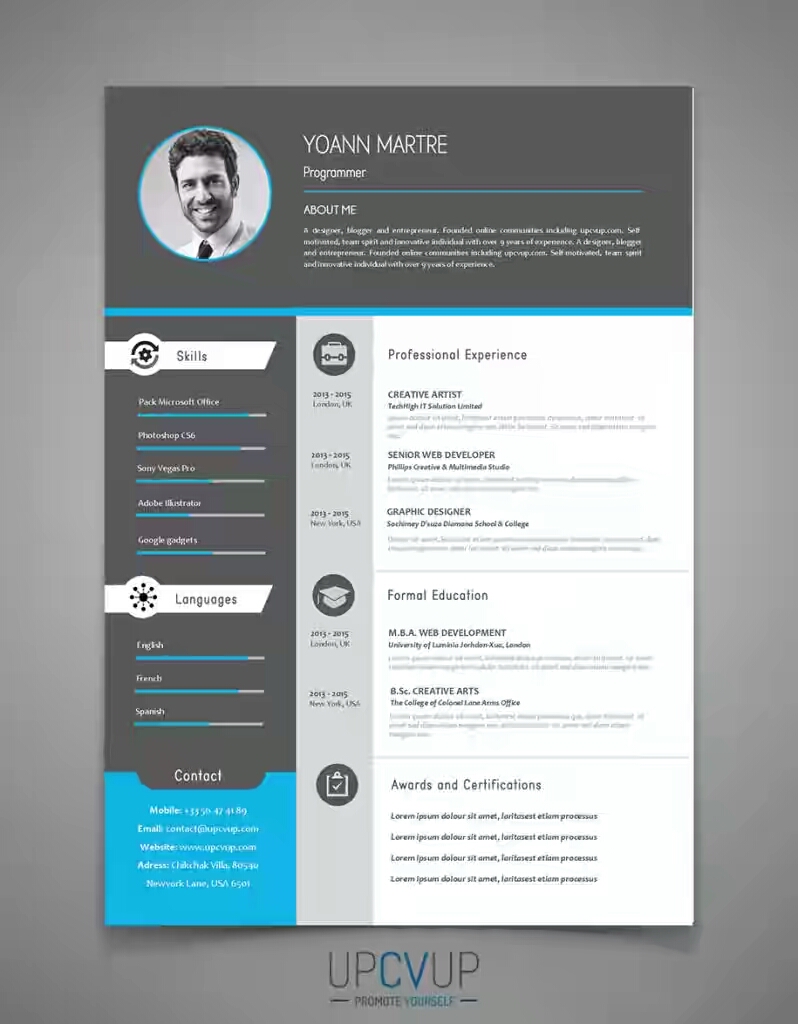 YOANN MARTRE
Programmer
ABOUT ME
A designer, blogger and entrepreneur. Founded online communities including upcvup.com. Self
motivated, team spirit and innovative individual with over 9 years of experience. A designer, blogger
and entrepreneur. Founded online communities including upcvup.com. Self-motivated, team spirit
and innovative individual with over 9 years of experience.
Skills
Pack Microsoft Office
Photoshop CS6
Sony Vegas Pro
Adobe Illustrator
Google gadgets
Languages
English
French
Spanish
Contact
Mobile: +33 56 47 41 89
Email: contact@upcvup.com
Website: www.upcvup.com
Adress: Chikchak Villa, 80540
Newyork Lane, USA 6501
Professional Experience
2013 - 2015
London, UK
CREATIVE ARTIST
TechHigh IT Solution Limited
2013 - 2015
London, UK
SENIOR WEB DEVELOPER
Phillips Creative & Multimedia Studio
2013 - 2015
New York, USA
GRAPHIC DESIGNER
Sachimey D'suza Diamana School & College
Formal Education
2013 - 2015
London, UK
M.B.A. WEB DEVELOPMENT
University of Luminia Jorhdon-Xuc, London
2013 - 2015
New York, USA
B.Sc. CREATIVE ARTS
The College of Colonel Lane Arms Office
Awards and Certifications
Lorem ipsum dolour sit amet, laritasest etiam processus
Lorem ipsum dolour sit amet, laritasest etiam processus
Lorem ipsum dolour sit amet, laritasest etiam processus
Lorem ipsum dolour sit amet, laritasest etiam processus
UPCVUP
PROMOTE YOURSELF